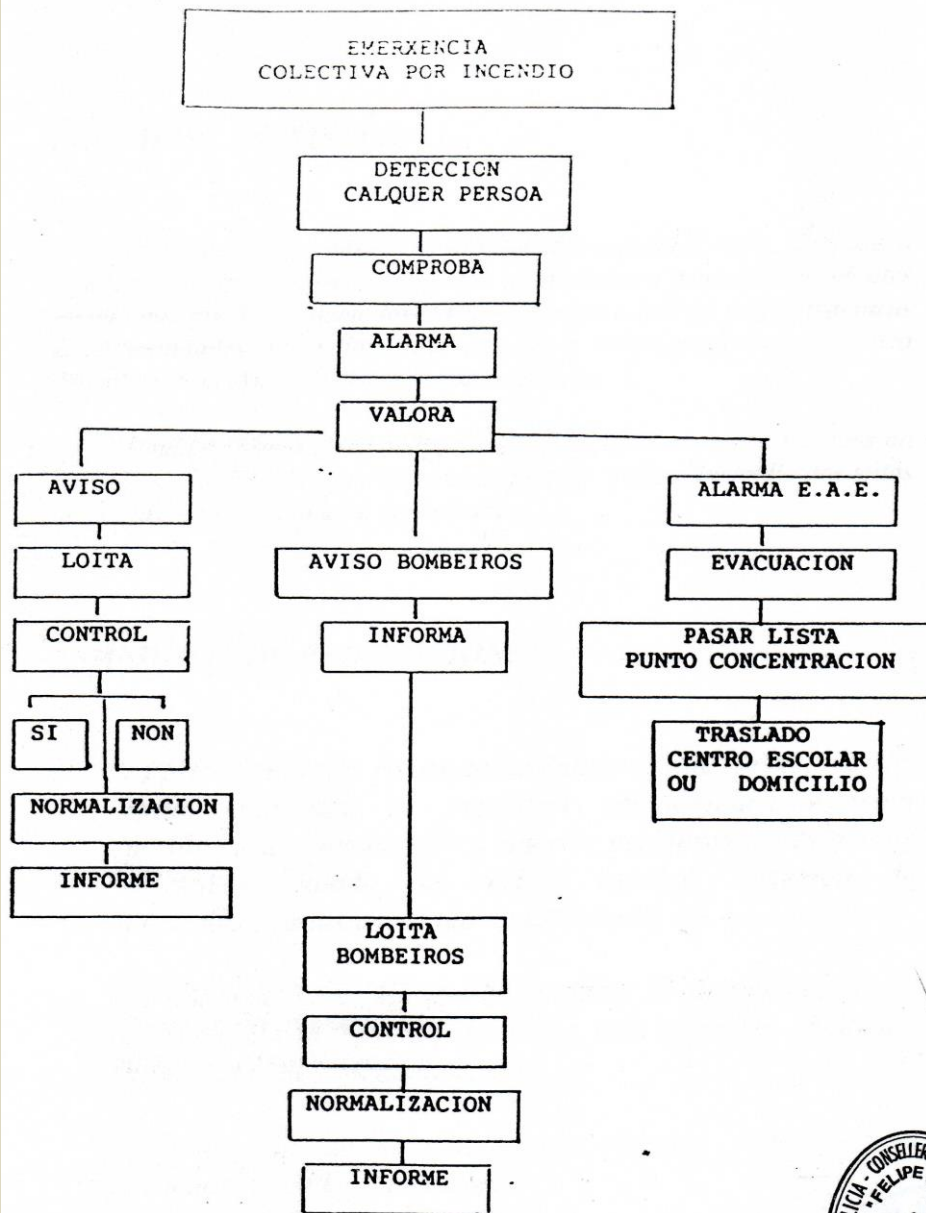 EMERXENCIA
COLECTIVA POR INCENDIO
DETECCION
CALQUER PERSOA
COMPROBA
ALARMA
VALORA
AVISO
LOITA
CONTROL
SI
NON
NORMALIZACION
INFORME
AVISO BOMBEIROS
INFORMA
LOITA
BOMBEIROS
CONTROL
NORMALIZACION
INFORME
ALARMA E.A.E.
EVACUACION
PASAR LISTA
PUNTO CONCENTRACION
TRASLADO
CENTRO ESCOLAR
OU DOMICILIO
"FELIPE